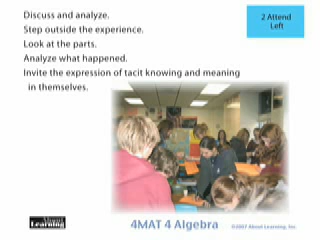 Discuss and analyze.
Step outside the experience.
Look at the parts.
Analyze what happened.
Invite the expression of tacit knowing and meaning
in themselves.
2 Attend
Left
About
Learning
4MAT 4 Algebra
©2007 About Learning, Inc.